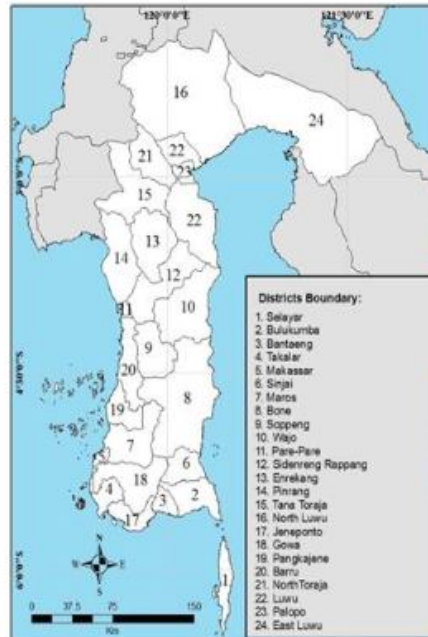 120°0'0"E
121°30'0"E
16
24
21
22
23
15
22
14
13
12
11
10
9
20
8
19
7
18
6
4
3
2
17
1
4°30'0"S
N
W
E
S
0
37.5
75
150
Km
Districts Boundary:
1. Selayar
2. Bulukumba
3. Bantaeng
4. Takalar
5. Makassar
6. Sinjai
7. Maros
8. Bone
9. Soppeng
10. Wajo
11. Pare-Pare
12. Sidenreng Rappang
13. Enrekang
14. Pinrang
15. Tana Toraja
16. North Luwu
17. Jeneponto
18. Gowa
19. Pangkajene
20. Barru
21. NorthToraja
22. Luwu
23. Palopo
24. East Luwu